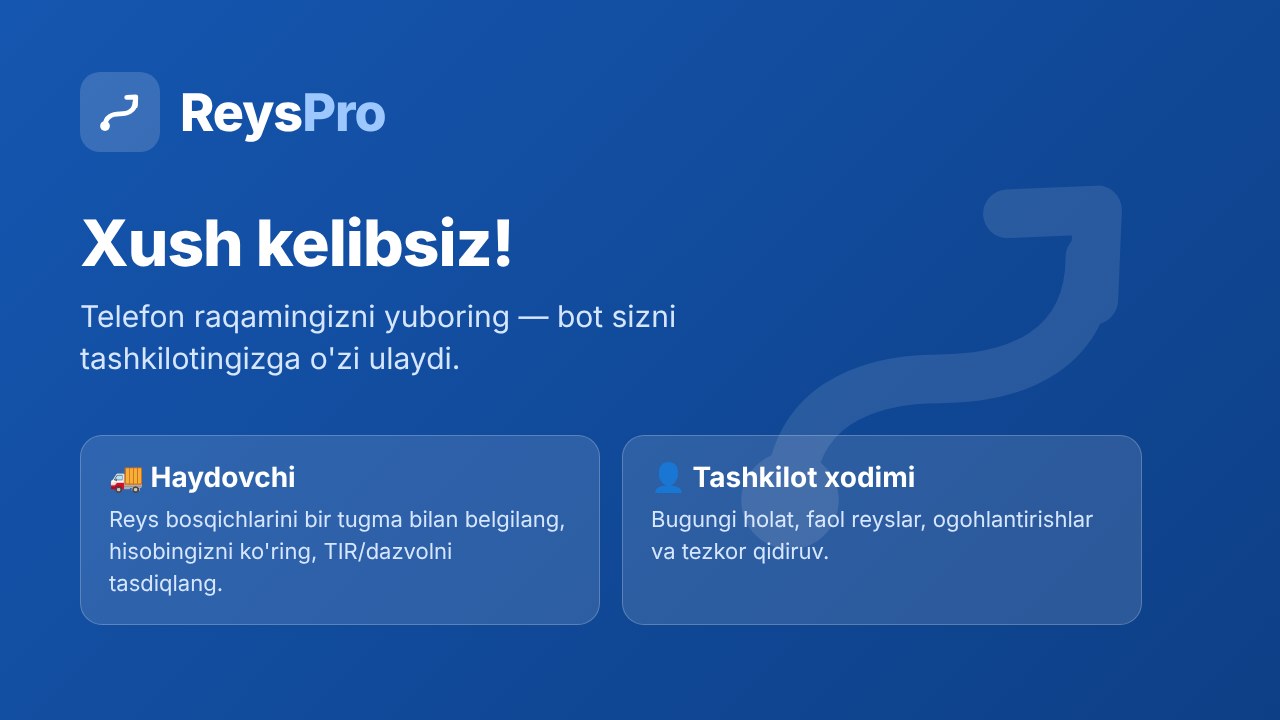 ReysPro
Xush kelibsiz!
Telefon raqamingizni yuboring — bot sizni
tashkilotingizga o'zi ulaydi.
🚚 Haydovchi
Reys bosqichlarini bir tugma bilan belgilang,
hisobingizni ko'ring, TIR/dazvolni
tasdiqlang.
👤 Tashkilot xodimi
Bugungi holat, faol reyslar, ogohlantirishlar
va tezkor qidiruv.